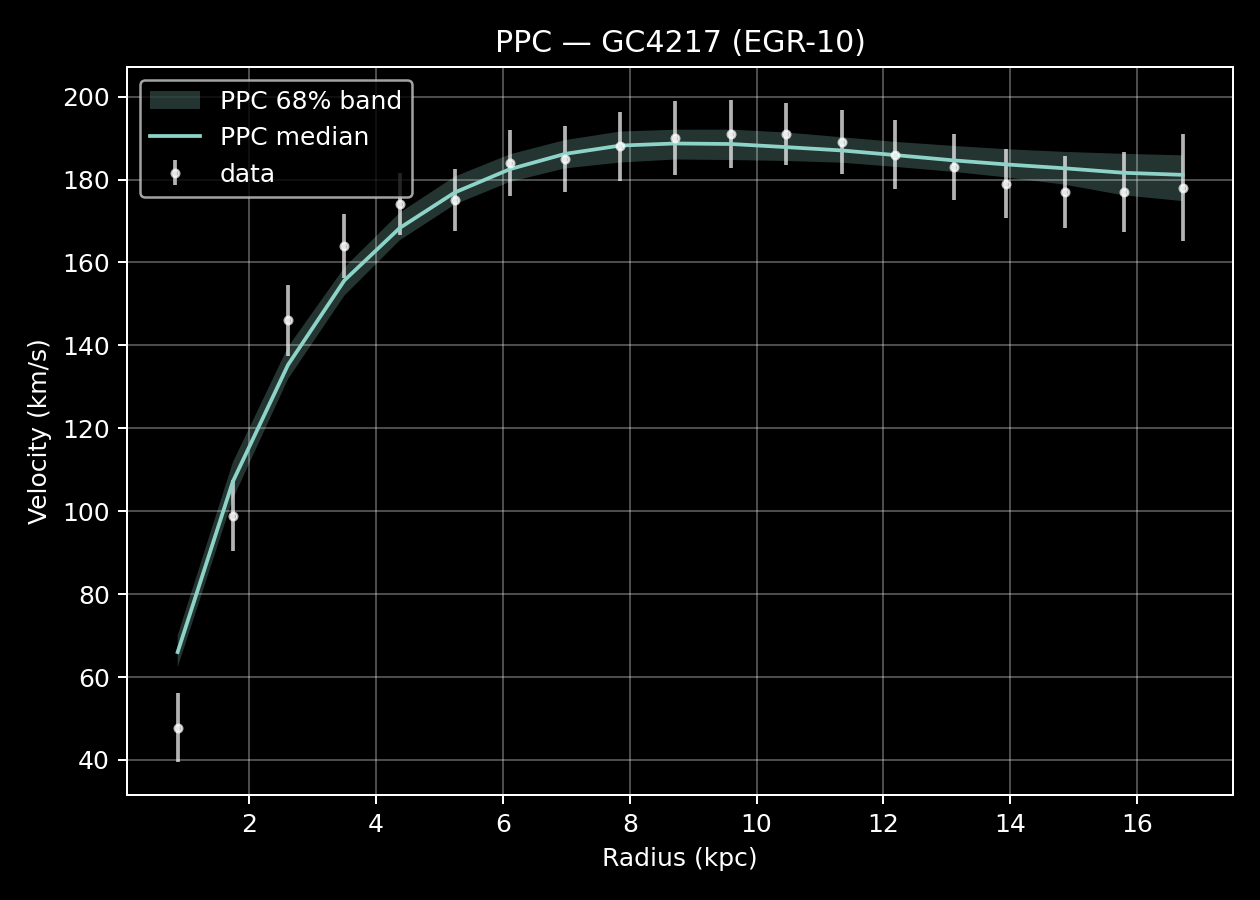 PPC — GC4217 (EGR-10)
PPC 68% band
PPC median
data
Velocity (km/s)
200
180
160
140
120
100
80
60
40
2 4 6 8 10 12 14 16
Radius (kpc)